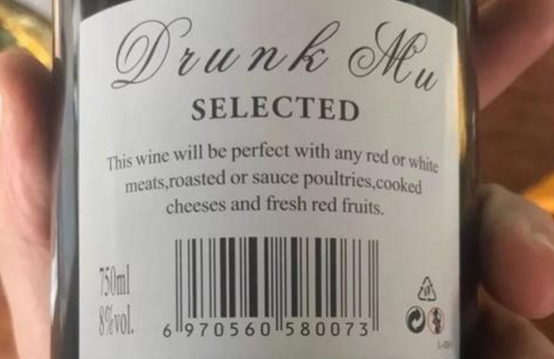 Drunk Mu
SELECTED
This wine will be perfect with any red or white
meats,roasted or sauce poultries,cooked
cheeses and fresh red fruits.
750ml
8%vol.
6 970560 580073